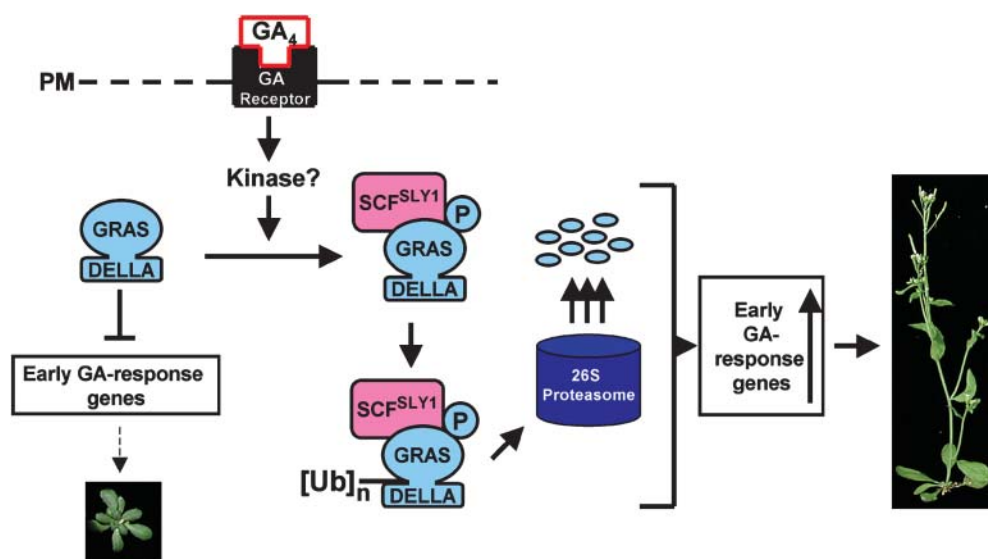 GA4
PM
GA
Receptor
Kinase?
SCFSLY1
P
GRAS
DELLA
GRAS
DELLA
Early GA-response
genes
SCFSLY1
P
GRAS
[Ub]n
DELLA
26S
Proteasome
Early
GA-
response
genes